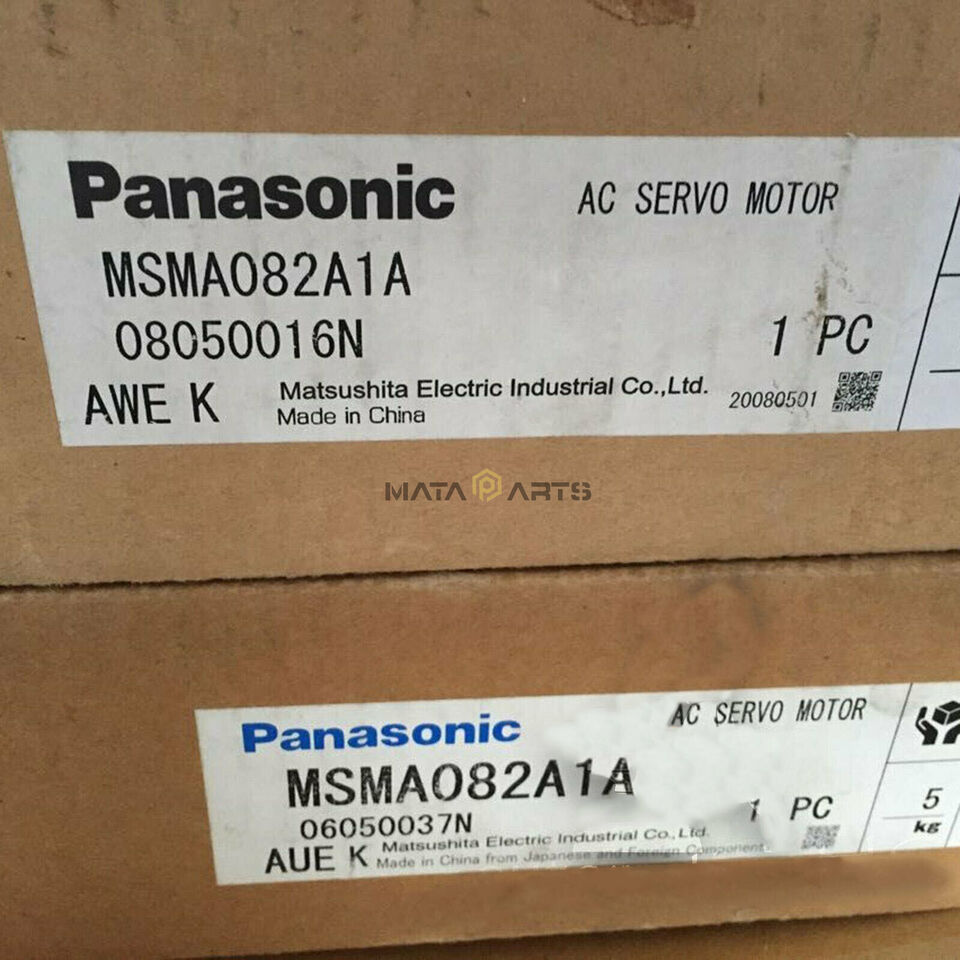 Panasonic AC SERVO MOTOR
MSMA082A1A
08050016N 1 PC
AWE K Matsushita Electric Industrial Co.,Ltd. 20080501
Made in China
MATA PARTS
Panasonic AC SERVO MOTOR
MSMA082A1A
06050037N 1 PC 5
AUE K Matsushita Electric Industrial Co., Ltd. kg
Made in China from Japanese and Foreign Components